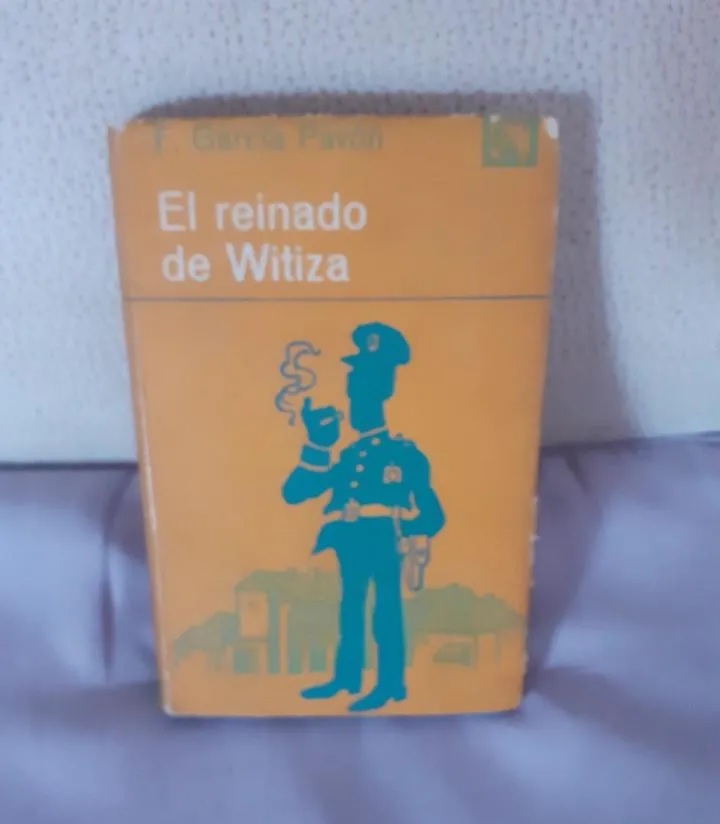 F. García Pavón
El reinado
de Witiza